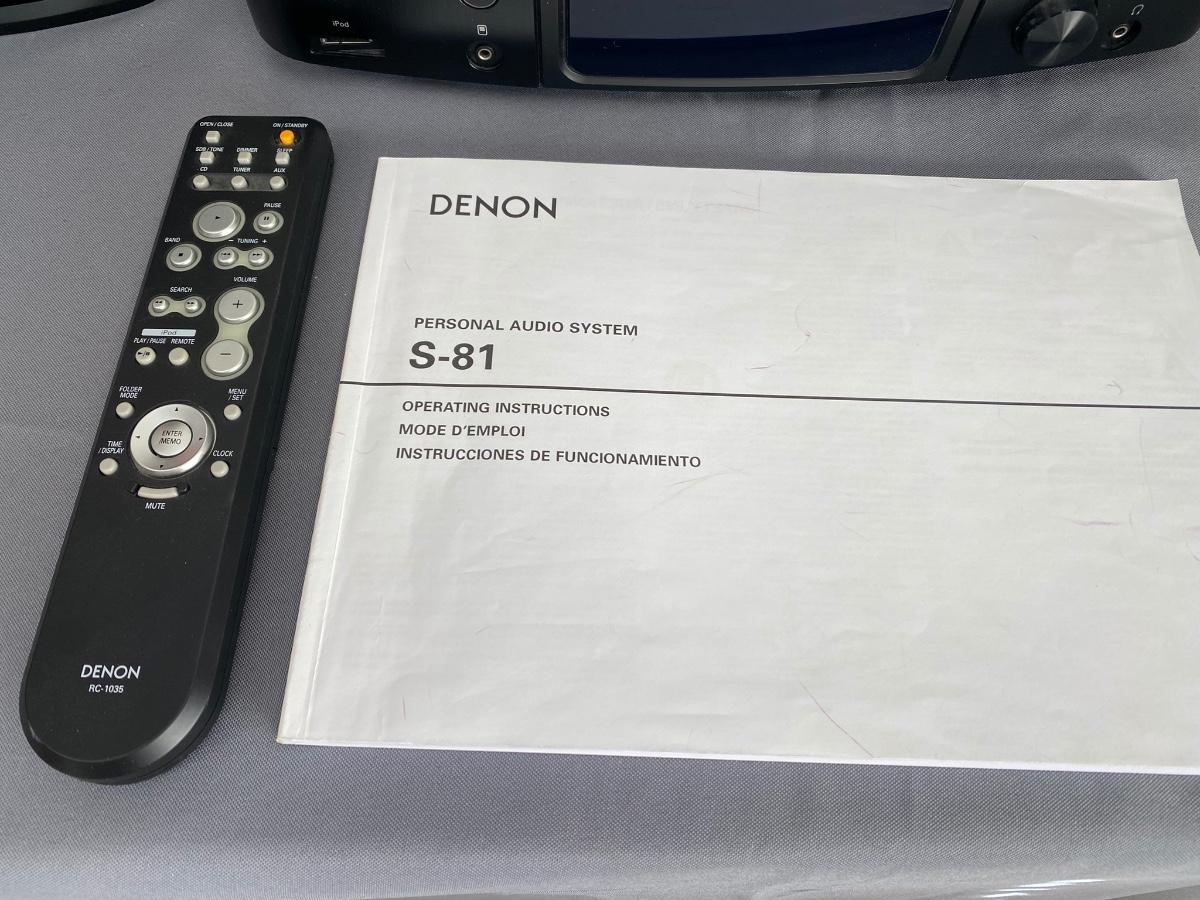 iPod
OPEN / CLOSE
ON / STANDBY
SDB / TONE
DIMMER
SLEEP
CD
TUNER
AUX
PAUSE
BAND
− TUNING +
VOLUME
SEARCH
+
iPod
PLAY / PAUSE
REMOTE
−
FOLDER
MODE
MENU
/ SET
ENTER
/MEMO
TIME
/ DISPLAY
CLOCK
MUTE
DENON
RC-1035
DENON
PERSONAL AUDIO SYSTEM
S-81
OPERATING INSTRUCTIONS
MODE D'EMPLOI
INSTRUCCIONES DE FUNCIONAMIENTO